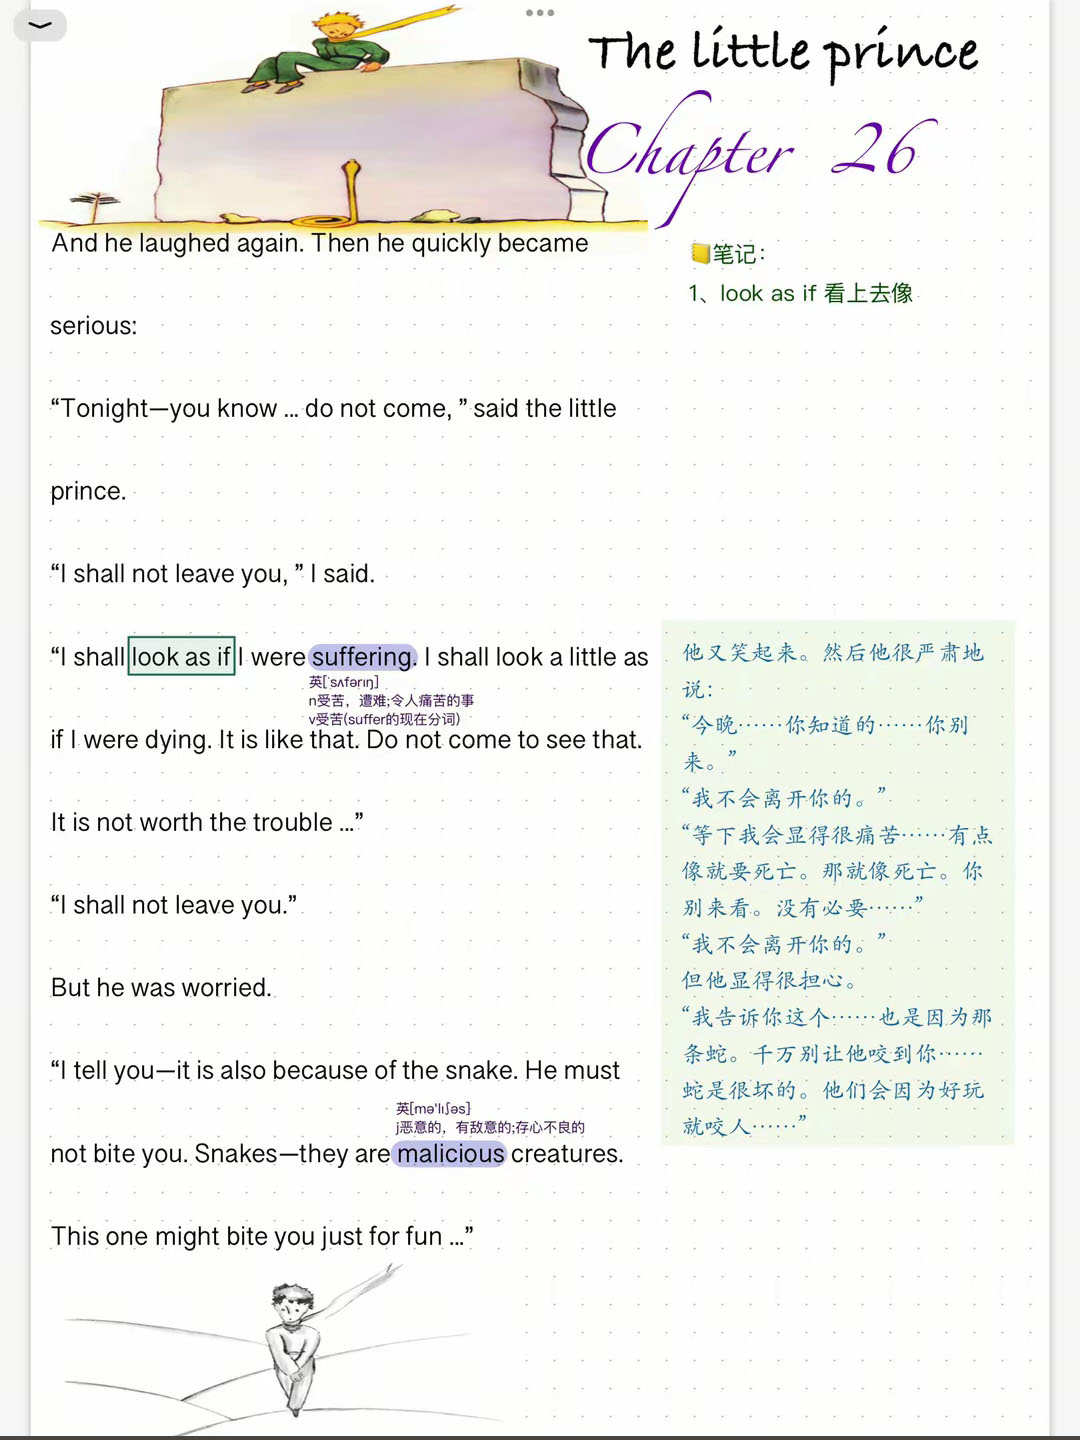 The little prince
Chapter 26
And he laughed again. Then he quickly became
serious:
“Tonight—you know ... do not come, ” said the little
prince.
“I shall not leave you, ” I said.
“I shall look as if I were suffering. I shall look a little as
英['sʌfərɪŋ]
n受苦，遭难;令人痛苦的事
v受苦(suffer的现在分词)
if I were dying. It is like that. Do not come to see that.
It is not worth the trouble ...”
“I shall not leave you.”
But he was worried.
“I tell you—it is also because of the snake. He must
英[mə'lɪʃəs]
j恶意的，有敌意的;存心不良的
not bite you. Snakes—they are malicious creatures.
This one might bite you just for fun ...”
笔记：
1、look as if 看上去像
他又笑起来。然后他很严肃地
说：
“今晚……你知道的……你别
来。”
“我不会离开你的。”
“等下我会显得很痛苦……有点
像就要死亡。那就像死亡。你
别来看。没有必要……”
“我不会离开你的。”
但他显得很担心。
“我告诉你这个……也是因为那
条蛇。千万别让他咬到你……
蛇是很坏的。他们会因为好玩
就咬人……”